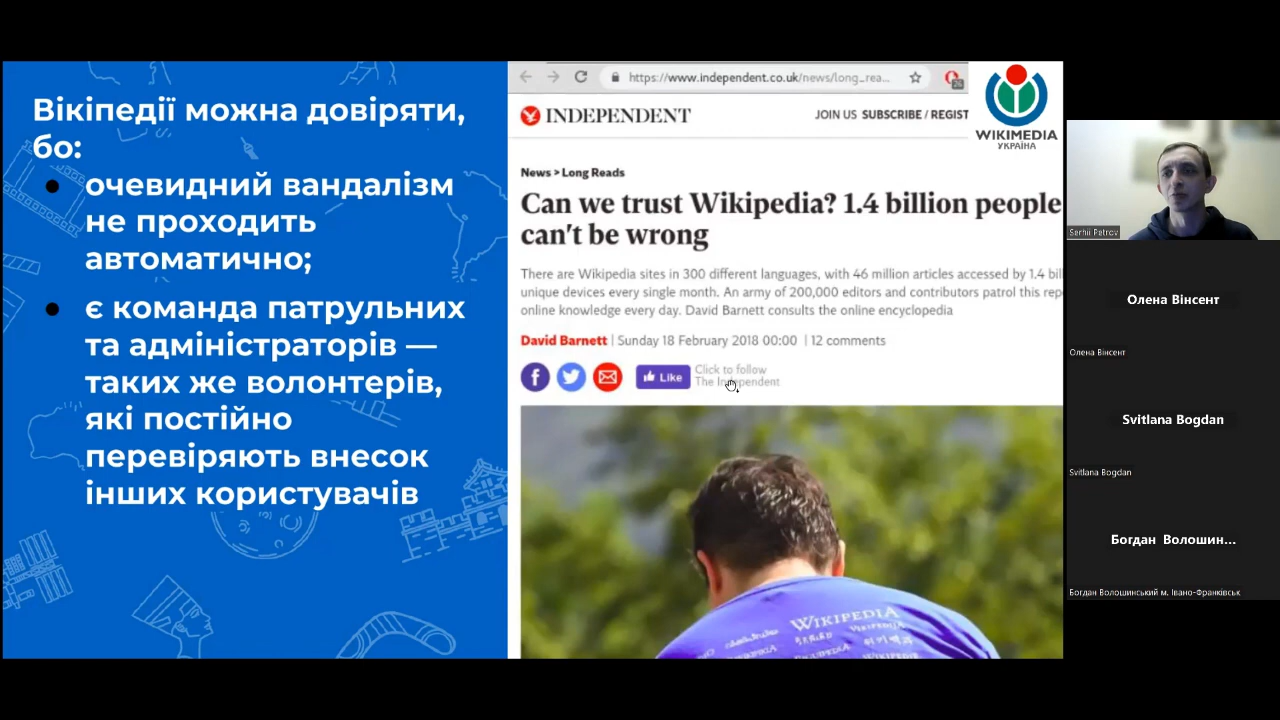 Вікіпедії можна довіряти,
бо:
очевидний вандалізм
не проходить
автоматично;
є команда патрульних
та адміністраторів —
таких же волонтерів,
які постійно
перевіряють внесок
інших користувачів
https://www.independent.co.uk/news/long_rea...
INDEPENDENT
JOIN US SUBSCRIBE / REGIST
WIKIMEDIA
УКРАЇНА
News > Long Reads
Can we trust Wikipedia? 1.4 billion people
can't be wrong
There are Wikipedia sites in 300 different languages, with 46 million articles accessed by 1.4 bil
unique devices every single month. An army of 200,000 editors and contributors patrol this rep
online knowledge every day. David Barnett consults the online encyclopedia
David Barnett | Sunday 18 February 2018 00:00 | 12 comments
Like
Click to follow
The Independent
WIKIPEDIA
WIKIPEDIA
Serhii Petrov
Олена Вінсент
Олена Вінсент
Svitlana Bogdan
Svitlana Bogdan
Богдан Волошин...
Богдан Волошинський м. Івано-Франківськ